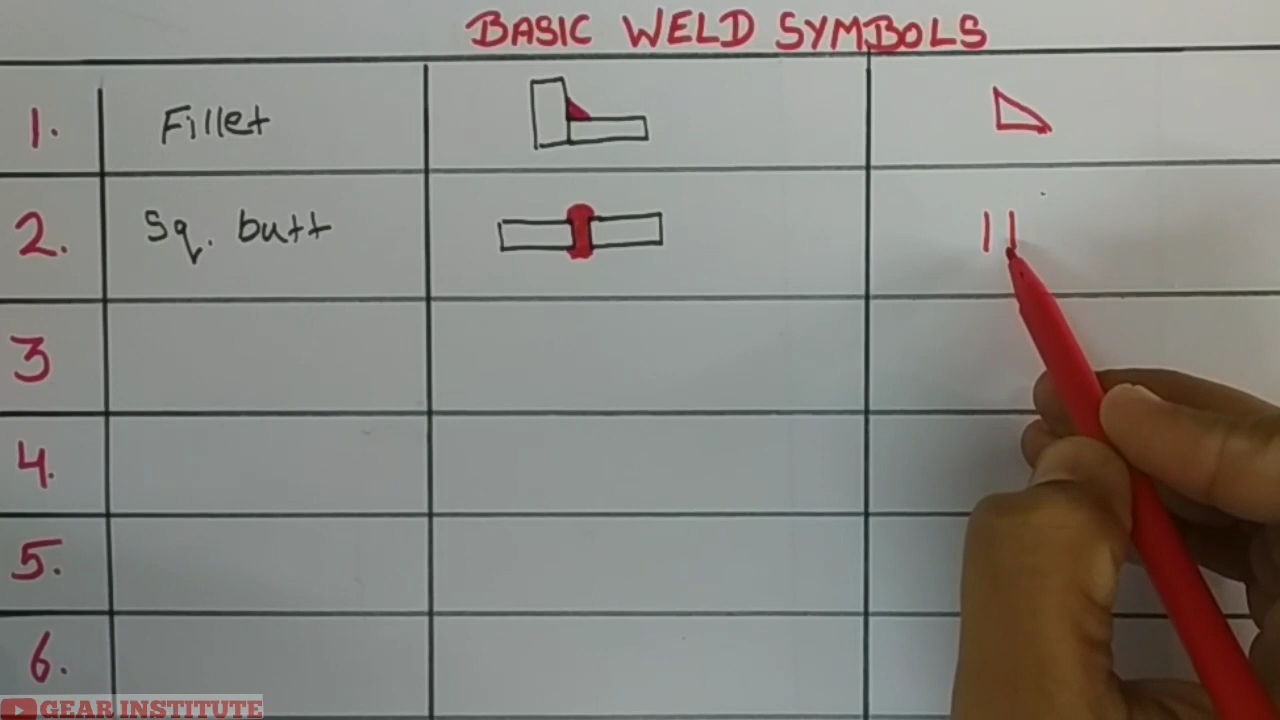 BASIC WELD SYMBOLS
1. Fillet
2. Sq. butt
3
4.
5.
6.
GEAR INSTITUTE